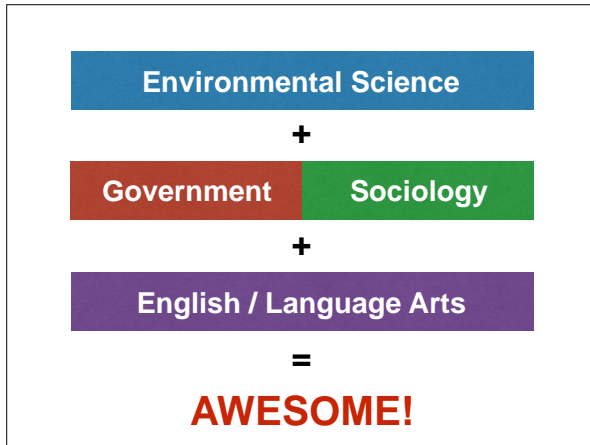 Environmental Science
+
Government Sociology
+
English / Language Arts
=
AWESOME!